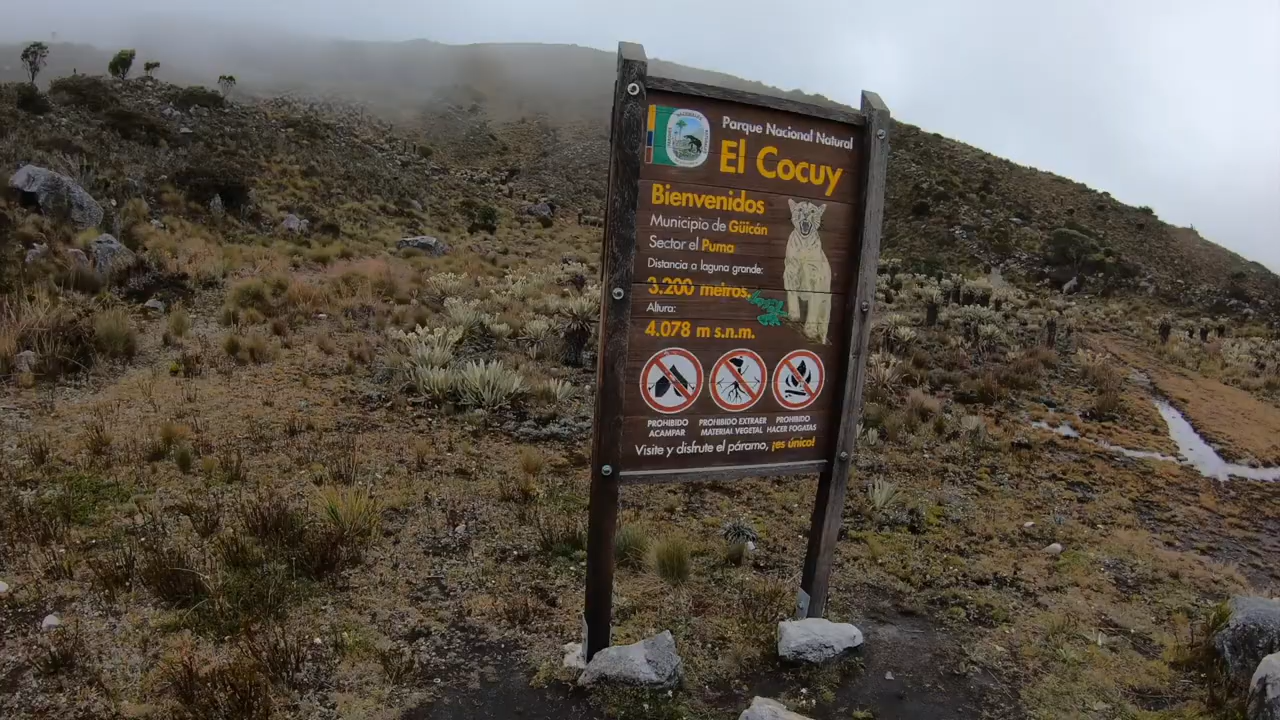 Parque Nacional Natural
El Cocuy
Bienvenidos
Municipio de Güicán
Sector el Puma
Distancia a laguna grande:
3.200 metros
Altura:
4.078 m s.n.m.
PROHIBIDO ACAMPAR
PROHIBIDO EXTRAER MATERIAL VEGETAL
PROHIBIDO HACER FOGATAS
Visite y disfrute el páramo, ¡es único!